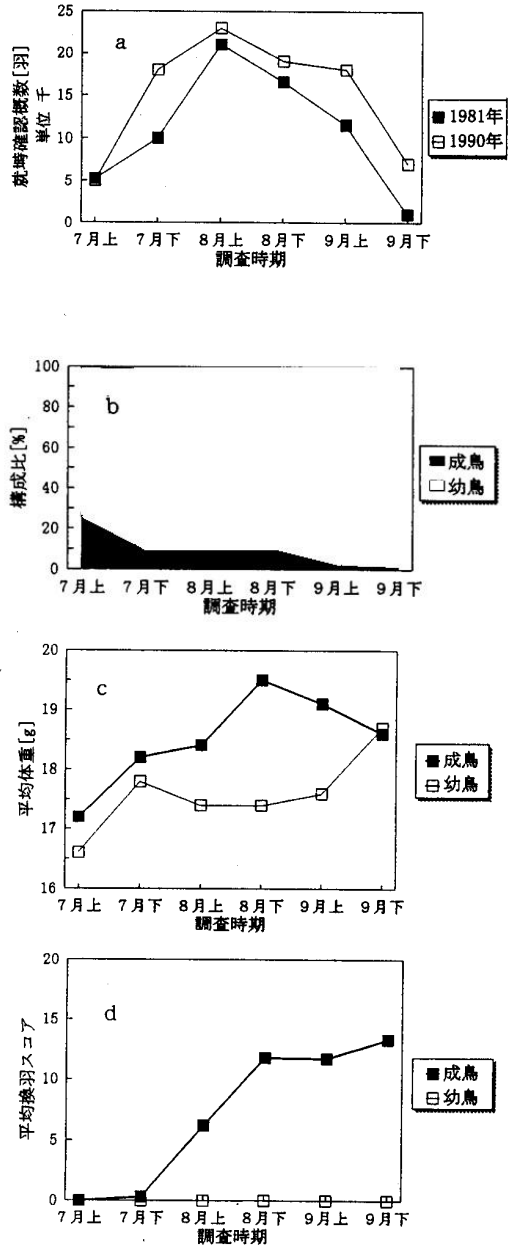 a
就塒確認概数[羽]
単位 千
25
20
15
10
5
0
7月上 7月下 8月上 8月下 9月上 9月下
調査時期
1981年
1990年
b
構成比[%]
100
80
60
40
20
0
7月上 7月下 8月上 8月下 9月上 9月下
調査時期
成鳥
幼鳥
c
平均体重[g]
20
19
18
17
16
7月上 7月下 8月上 8月下 9月上 9月下
調査時期
成鳥
幼鳥
d
平均換羽スコア
20
15
10
5
0
7月上 7月下 8月上 8月下 9月上 9月下
調査時期
成鳥
幼鳥